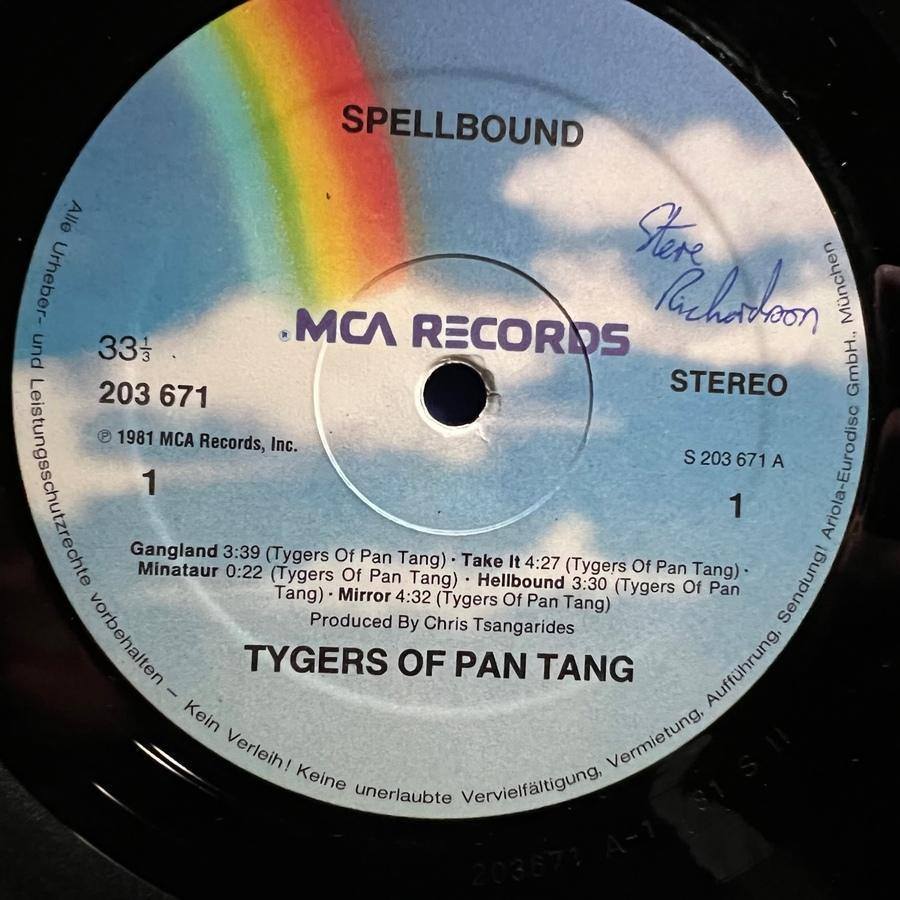 SPELLBOUND
Steve
Richardson
® MCA RECORDS
33⅓
203 671
STEREO
℗ 1981 MCA Records, Inc.
S 203 671 A
1
1
Gangland 3:39 (Tygers Of Pan Tang) · Take It 4:27 (Tygers Of Pan Tang) ·
Minataur 0:22 (Tygers Of Pan Tang) · Hellbound 3:30 (Tygers Of Pan
Tang) · Mirror 4:32 (Tygers Of Pan Tang)
Produced By Chris Tsangarides
TYGERS OF PAN TANG
Alle Urheber- und Leistungsschutzrechte vorbehalten – Kein Verleih! Keine unerlaubte Vervielfältigung, Vermietung, Aufführung, Sendung! Ariola-Eurodisc GmbH., München
203671 A-1